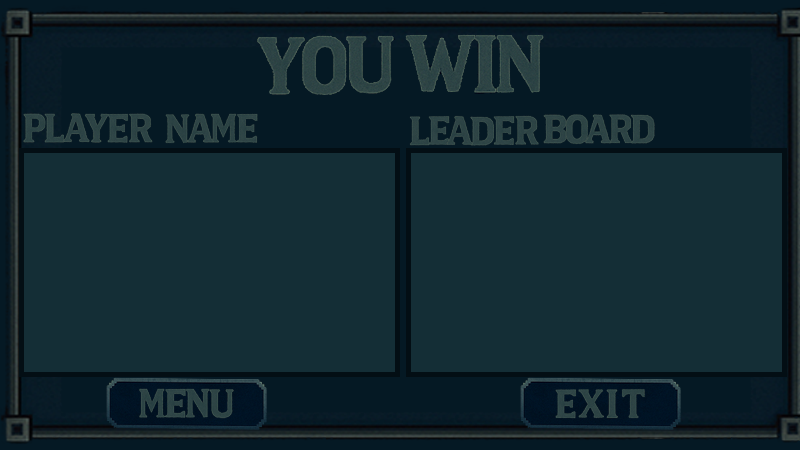 YOU WIN
PLAYER NAME
LEADER BOARD
MENU
EXIT